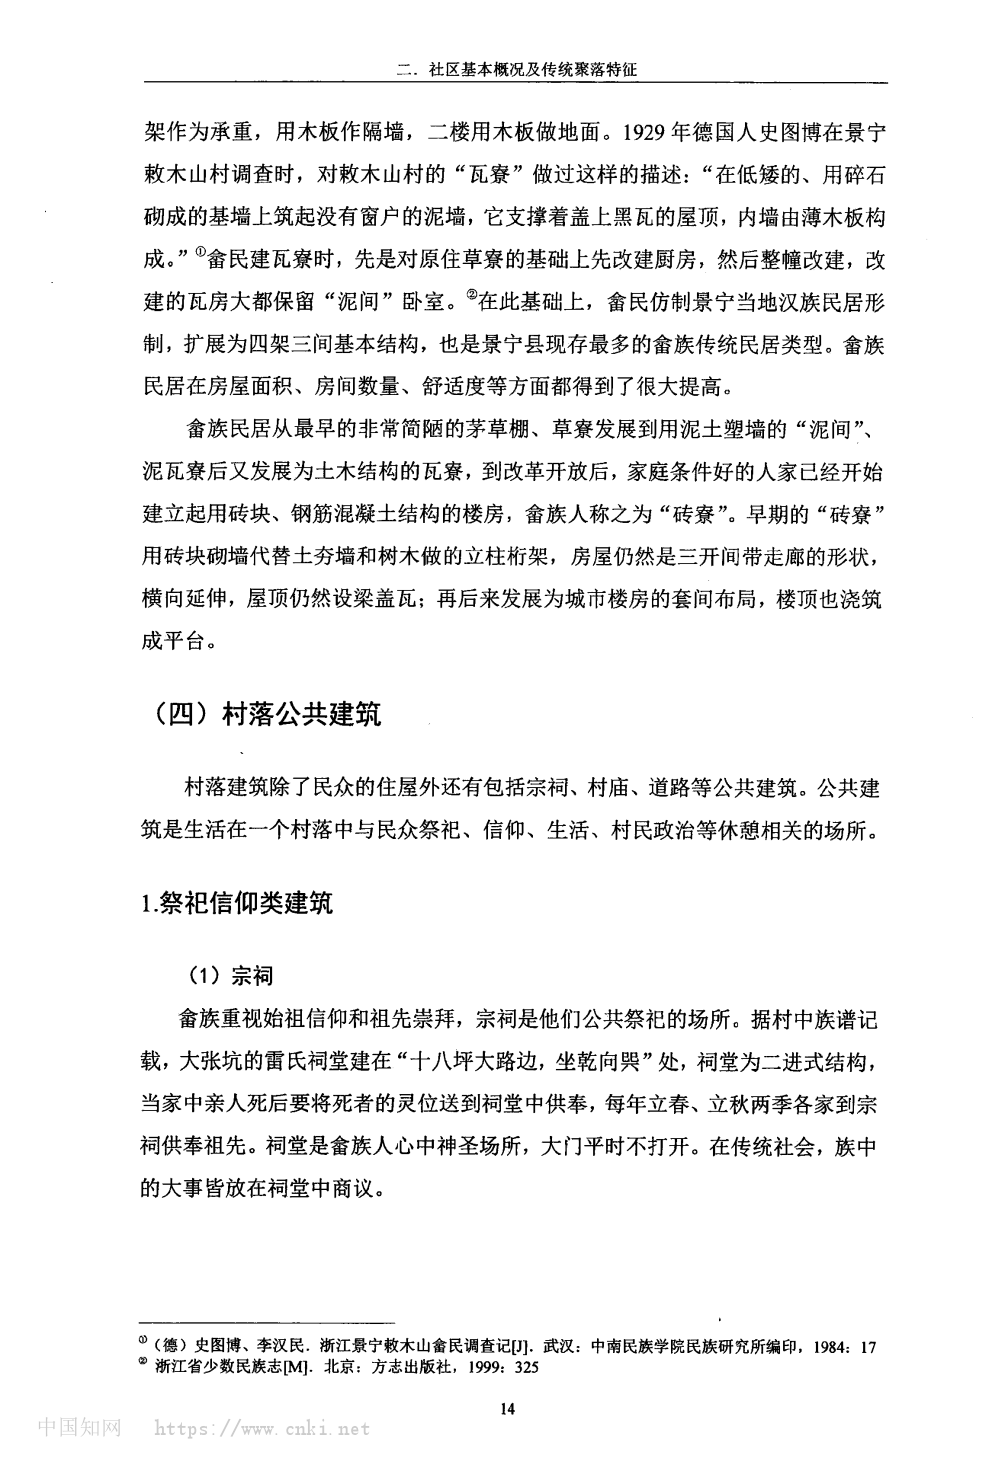 二．社区基本概况及传统聚落特征
架作为承重，用木板作隔墙，二楼用木板做地面。1929 年德国人史图博在景宁
敕木山村调查时，对敕木山村的“瓦寮”做过这样的描述：“在低矮的、用碎石
砌成的基墙上筑起没有窗户的泥墙，它支撑着盖上黑瓦的屋顶，内墙由薄木板构
成。”①畲民建瓦寮时，先是对原住草寮的基础上先改建厨房，然后整幢改建，改
建的瓦房大都保留“泥间”卧室。②在此基础上，畲民仿制景宁当地汉族民居形
制，扩展为四架三间基本结构，也是景宁县现存最多的畲族传统民居类型。畲族
民居在房屋面积、房间数量、舒适度等方面都得到了很大提高。
畲族民居从最早的非常简陋的茅草棚、草寮发展到用泥土塑墙的“泥间”、
泥瓦寮后又发展为土木结构的瓦寮，到改革开放后，家庭条件好的人家已经开始
建立起用砖块、钢筋混凝土结构的楼房，畲族人称之为“砖寮”。早期的“砖寮”
用砖块砌墙代替土夯墙和树木做的立柱桁架，房屋仍然是三开间带走廊的形状，
横向延伸，屋顶仍然设梁盖瓦；再后来发展为城市楼房的套间布局，楼顶也浇筑
成平台。
（四）村落公共建筑
村落建筑除了民众的住屋外还有包括宗祠、村庙、道路等公共建筑。公共建
筑是生活在一个村落中与民众祭祀、信仰、生活、村民政治等休憩相关的场所。
1.祭祀信仰类建筑
（1）宗祠
畲族重视始祖信仰和祖先崇拜，宗祠是他们公共祭祀的场所。据村中族谱记
载，大张坑的雷氏祠堂建在“十八坪大路边，坐乾向巽”处，祠堂为二进式结构，
当家中亲人死后要将死者的灵位送到祠堂中供奉，每年立春、立秋两季各家到宗
祠供奉祖先。祠堂是畲族人心中神圣场所，大门平时不打开。在传统社会，族中
的大事皆放在祠堂中商议。
①（德）史图博、李汉民．浙江景宁敕木山畲民调查记[J]．武汉：中南民族学院民族研究所编印，1984：17
② 浙江省少数民族志[M]．北京：方志出版社，1999：325
14
中国知网 https://www.cnki.net